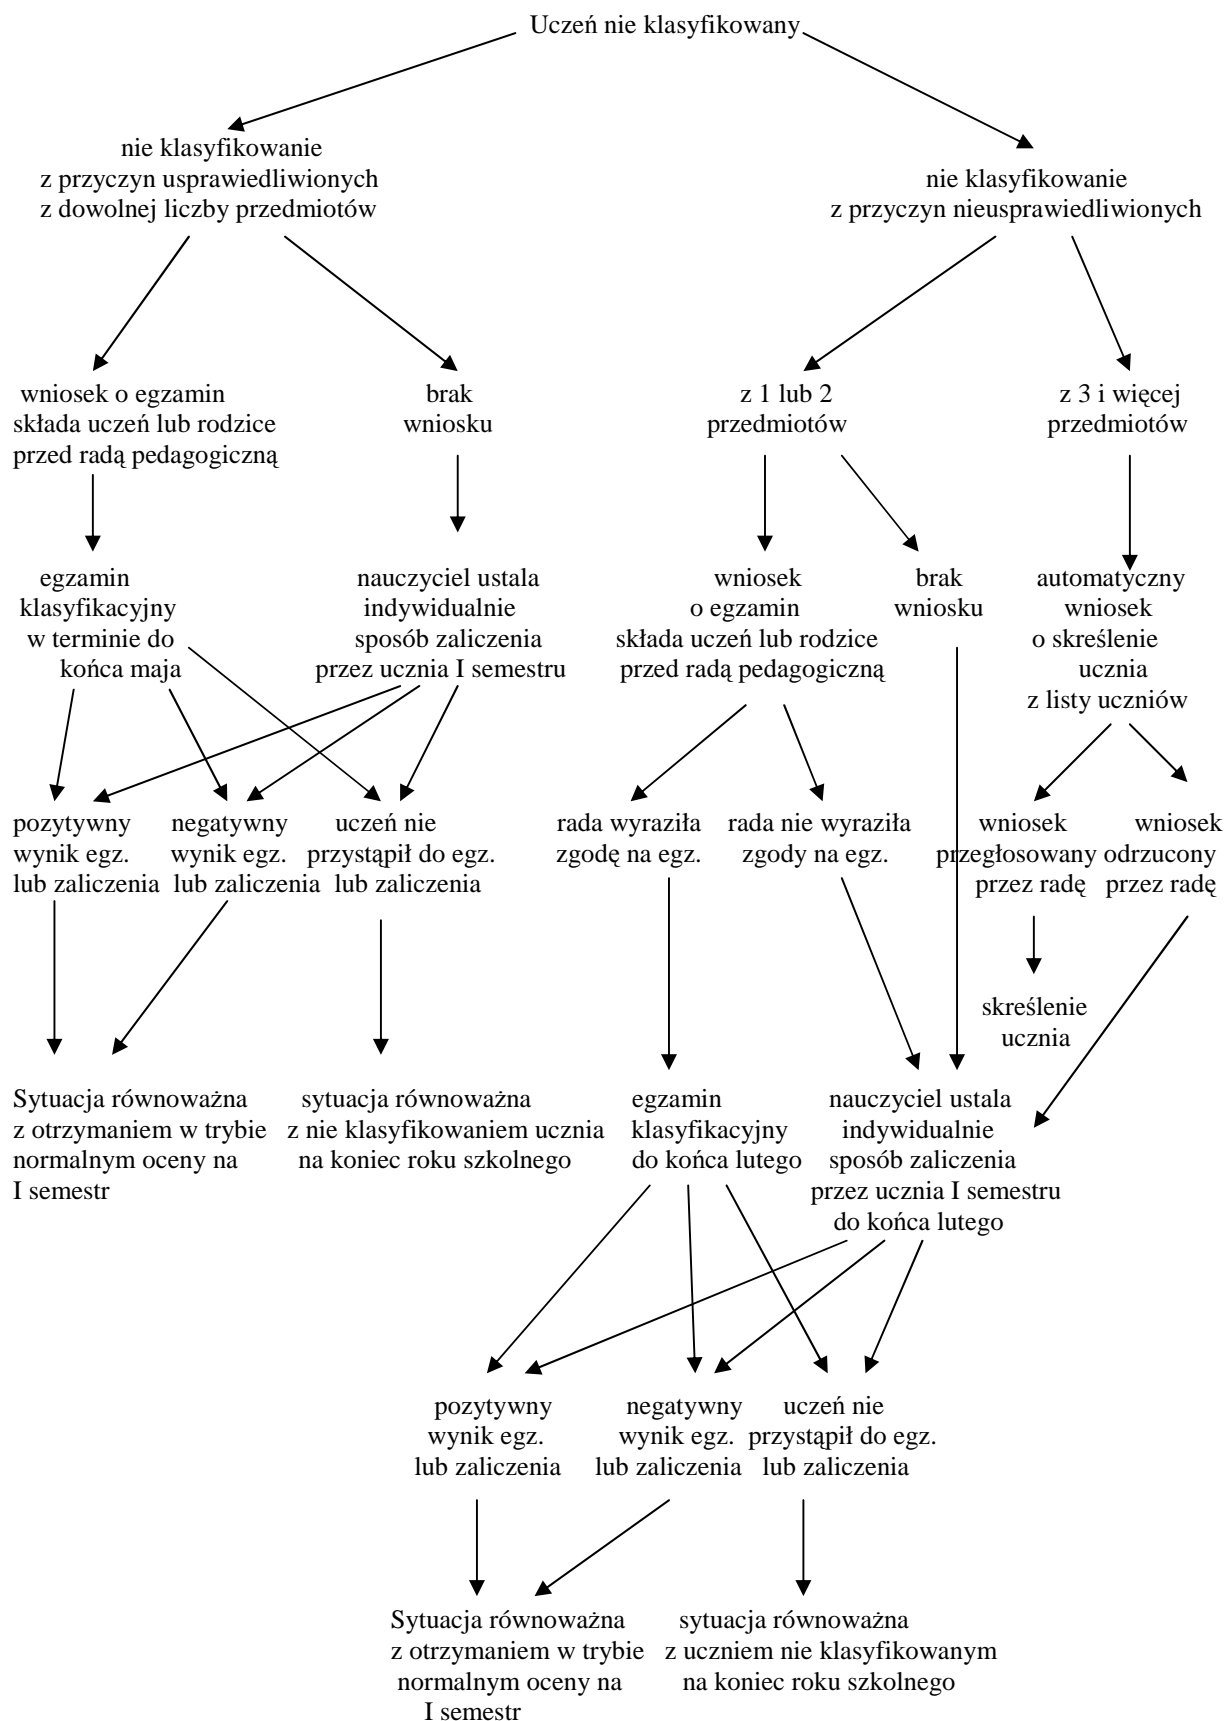 Uczeń nie klasyfikowany
nie klasyfikowanie
z przyczyn usprawiedliwionych
z dowolnej liczby przedmiotów
nie klasyfikowanie
z przyczyn nieusprawiedliwionych
wniosek o egzamin
składa uczeń lub rodzice
przed radą pedagogiczną
brak
wniosku
z 1 lub 2
przedmiotów
z 3 i więcej
przedmiotów
egzamin
klasyfikacyjny
w terminie do
końca maja
nauczyciel ustala
indywidualnie
sposób zaliczenia
przez ucznia I semestru
wniosek
o egzamin
składa uczeń lub rodzice
przed radą pedagogiczną
brak
wniosku
automatyczny
wniosek
o skreślenie
ucznia
z listy uczniów
pozytywny
wynik egz.
lub zaliczenia
negatywny
wynik egz.
lub zaliczenia
uczeń nie
przystąpił do egz.
lub zaliczenia
rada wyraziła
zgodę na egz.
rada nie wyraziła
zgody na egz.
wniosek
przegłosowany
przez radę
wniosek
odrzucony
przez radę
skreślenie
ucznia
Sytuacja równoważna
z otrzymaniem w trybie
normalnym oceny na
I semestr
sytuacja równoważna
z nie klasyfikowaniem ucznia
na koniec roku szkolnego
egzamin
klasyfikacyjny
do końca lutego
nauczyciel ustala
indywidualnie
sposób zaliczenia
przez ucznia I semestru
do końca lutego
pozytywny
wynik egz.
lub zaliczenia
negatywny
wynik egz.
lub zaliczenia
uczeń nie
przystąpił do egz.
lub zaliczenia
Sytuacja równoważna
z otrzymaniem w trybie
normalnym oceny na
I semestr
sytuacja równoważna
z uczniem nie klasyfikowanym
na koniec roku szkolnego